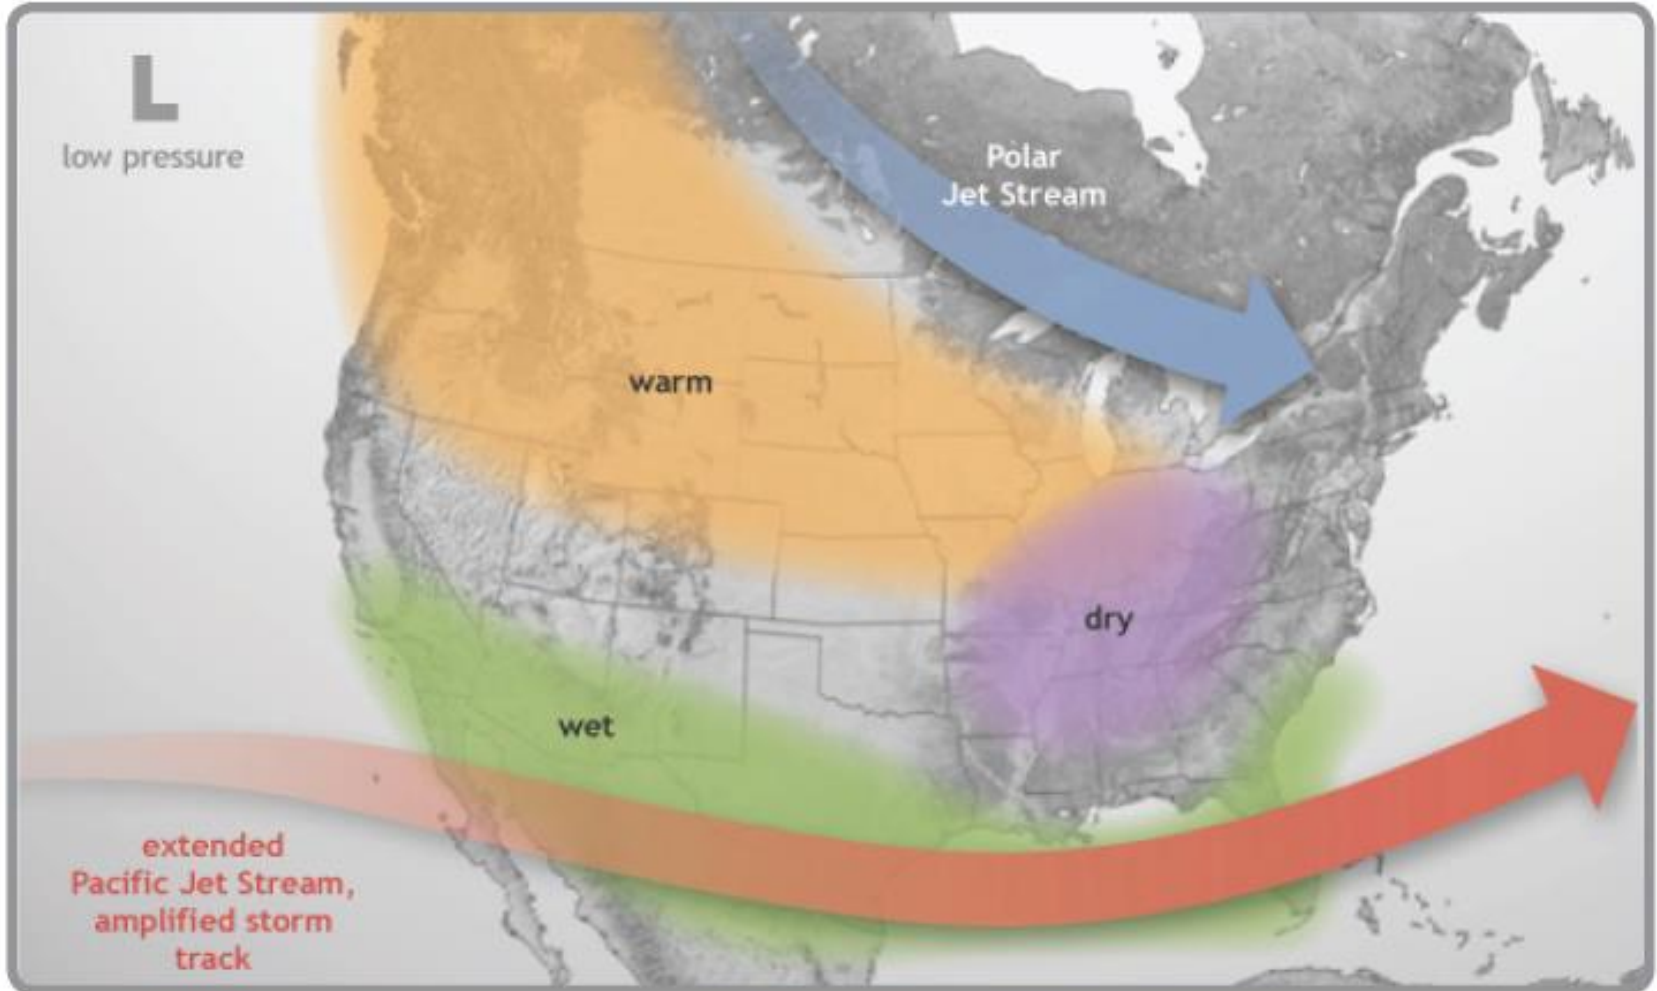 L
low pressure
Polar
Jet Stream
warm
dry
wet
extended
Pacific Jet Stream,
amplified storm
track